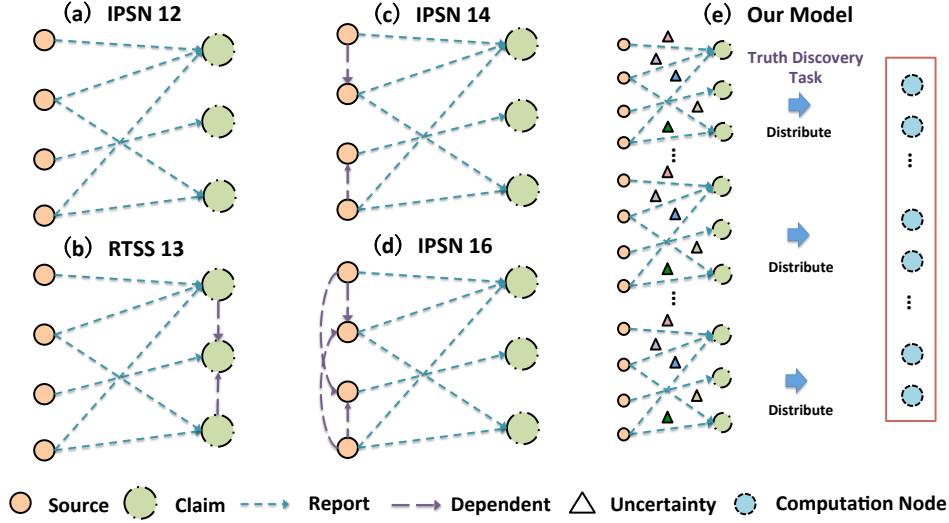 (a) IPSN 12
(c) IPSN 14
(e) Our Model
Truth Discovery
Task
Distribute
(b) RTSS 13
(d) IPSN 16
Distribute
Distribute
Source
Claim
Report
Dependent
Uncertainty
Computation Node